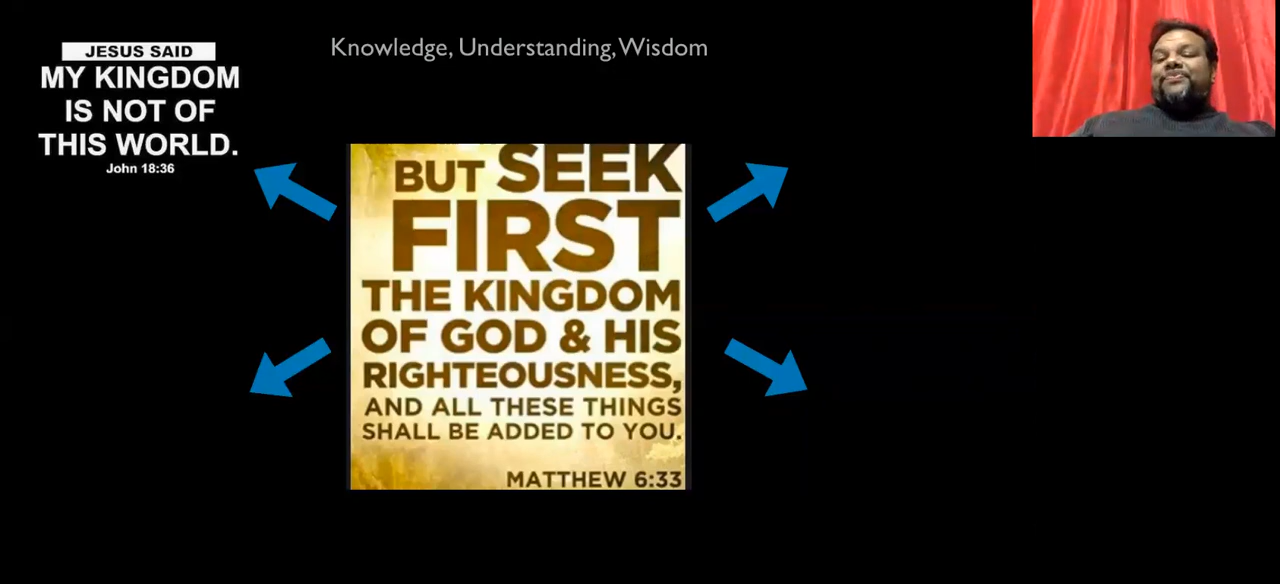 Knowledge, Understanding, Wisdom
JESUS SAID
MY KINGDOM
IS NOT OF
THIS WORLD.
John 18:36
BUT SEEK
FIRST
THE KINGDOM
OF GOD & HIS
RIGHTEOUSNESS,
AND ALL THESE THINGS
SHALL BE ADDED TO YOU.
MATTHEW 6:33